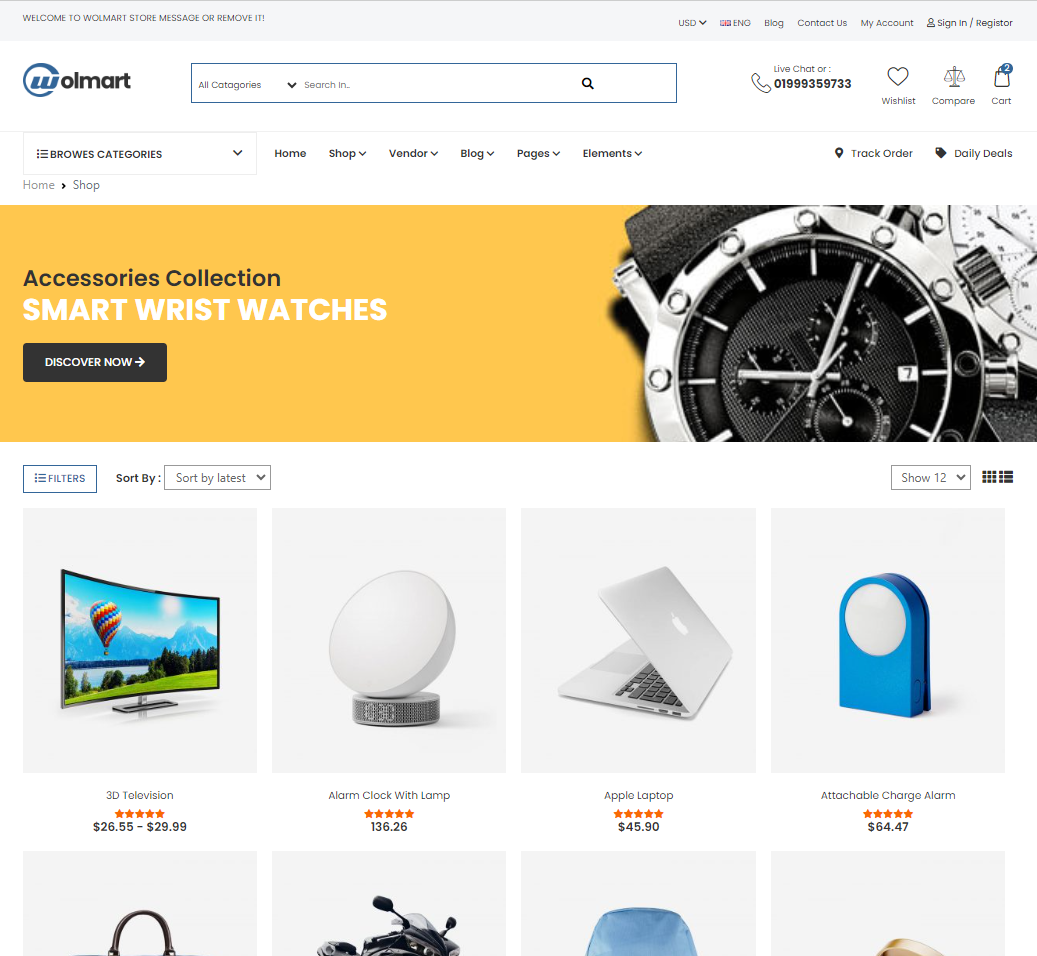 WELCOME TO WOLMART STORE MESSAGE OR REMOVE IT!
USD ENG Blog Contact Us My Account Sign In / Registor
Wolmart
All Catagories Search in..
Live Chat or :
01999359733
2
Wishlist Compare Cart
BROWES CATEGORIES Home Shop Vendor Blog Pages Elements Track Order Daily Deals
Home Shop
Accessories Collection
SMART WRIST WATCHES
DISCOVER NOW
7
FILTERS Sort By : Sort by latest Show 12
3D Television Alarm Clock With Lamp Apple Laptop Attachable Charge Alarm
$26.55 - $29.99 136.26 $45.90 $64.47